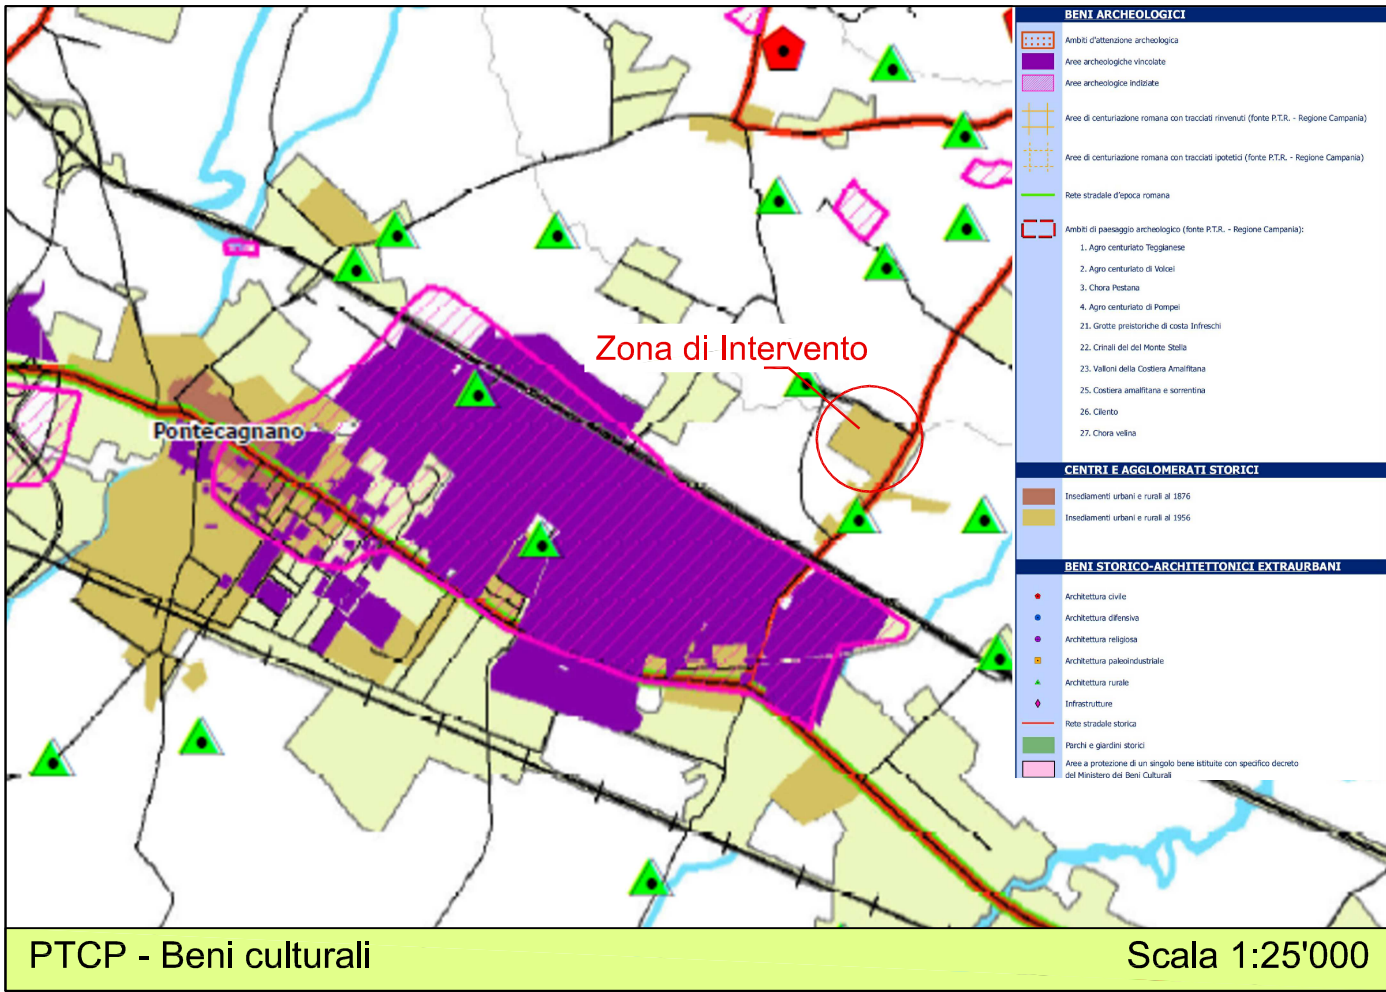 Zona di Intervento
Pontecagnano
BENI ARCHEOLOGICI
Ambiti d'attenzione archeologica
Aree archeologiche vincolate
Aree archeologice indiziate
Aree di centuriazione romana con tracciati rinvenuti (fonte P.T.R. - Regione Campania)
Aree di centuriazione romana con tracciati ipotetici (fonte P.T.R. - Regione Campania)
Rete stradale d'epoca romana
Ambiti di paesaggio archeologico (fonte P.T.R. - Regione Campania):
1. Agro centuriato Teggianese
2. Agro centuriato di Volcei
3. Chora Pestana
4. Agro centuriato di Pompei
21. Grotte preistoriche di costa Infreschi
22. Crinali del del Monte Stella
23. Valloni della Costiera Amalfitana
25. Costiera amalfitana e sorrentina
26. Cilento
27. Chora velina
CENTRI E AGGLOMERATI STORICI
Insediamenti urbani e rurali al 1876
Insediamenti urbani e rurali al 1956
BENI STORICO-ARCHITETTONICI EXTRAURBANI
Architettura civile
Architettura difensiva
Architettura religiosa
Architettura paleoindustriale
Architettura rurale
Infrastrutture
Rete stradale storica
Parchi e giardini storici
Aree a protezione di un singolo bene istituite con specifico decreto
del Ministero dei Beni Culturali
PTCP - Beni culturali
Scala 1:25'000